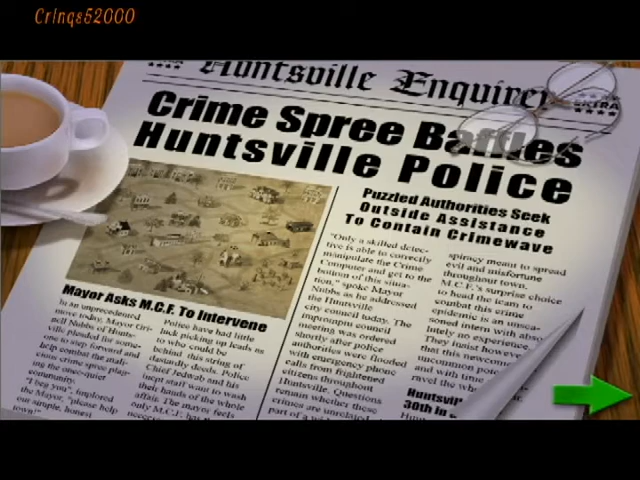 Crings52000
Huntsville Enquirer
EXTRA
Crime Spree Baffles
Huntsville Police
Puzzled Authorities Seek
Outside Assistance
To Contain Crimewave
Mayor Asks M.C.F. To Intervene
In an unprecedented
move today, Mayor Gri-
nell Nubbs of Hunts-
ville pleaded for some-
one to step forward and
help combat the mali-
cious crime spree plag-
ing the once-quiet
community.
"I beg you", implored
the Mayor, "please help
our simple, honest
town!"
Police have had little
luck picking up leads as
to who could be
behind this string of
dastardly deeds. Police
Chief Jedwab and his
inept staff want to wash
their hands of the whole
affair. The mayor feels
only M.C.F. has the
"Only a skilled detec-
tive is able to correctly
manipulate the Crime
Computer and get to the
bottom of this situa-
tion," spoke Mayor
Nubbs as he addressed
the Huntsville
city council today. The
impromptu council
meeting was ordered
shortly after police
authorities were flooded
with emergency phone
calls from frightened
citizens throughout
Huntsville. Questions
remain whether these
crimes are unrelated
part of a
spiracy meant to spread
evil and misfortune
throughout town.
M.C.F.'s surprise choice
to head the team to
combat this crime
epidemic is an unsea-
soned intern with abso-
lutely no experience.
They insist however
that this newcomer
uncommon
and with time
ravel the
Huntsvil
30th in